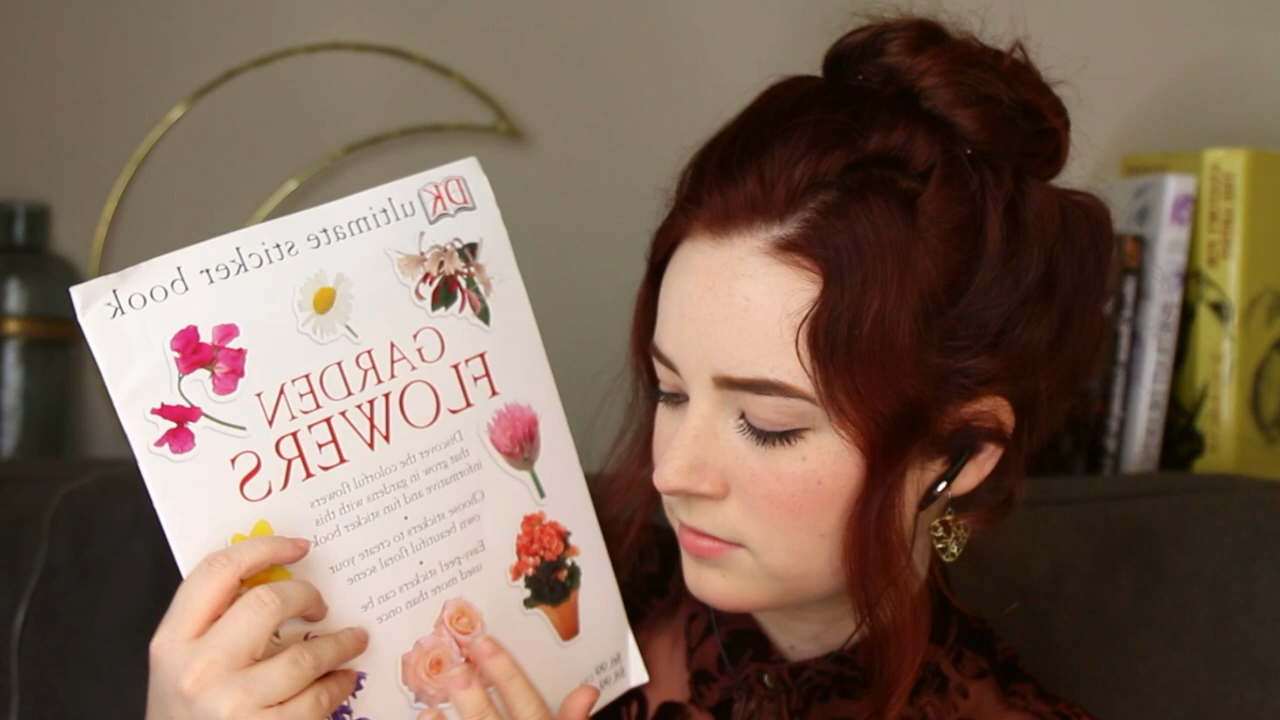 DK ultimate sticker book
GARDEN
FLOWERS
Discover the colorful flowers
that grow in gardens with this
informative and fun sticker book
•
Choose stickers to create your
own beautiful floral scene
•
Easy-peel stickers can be
used more than once